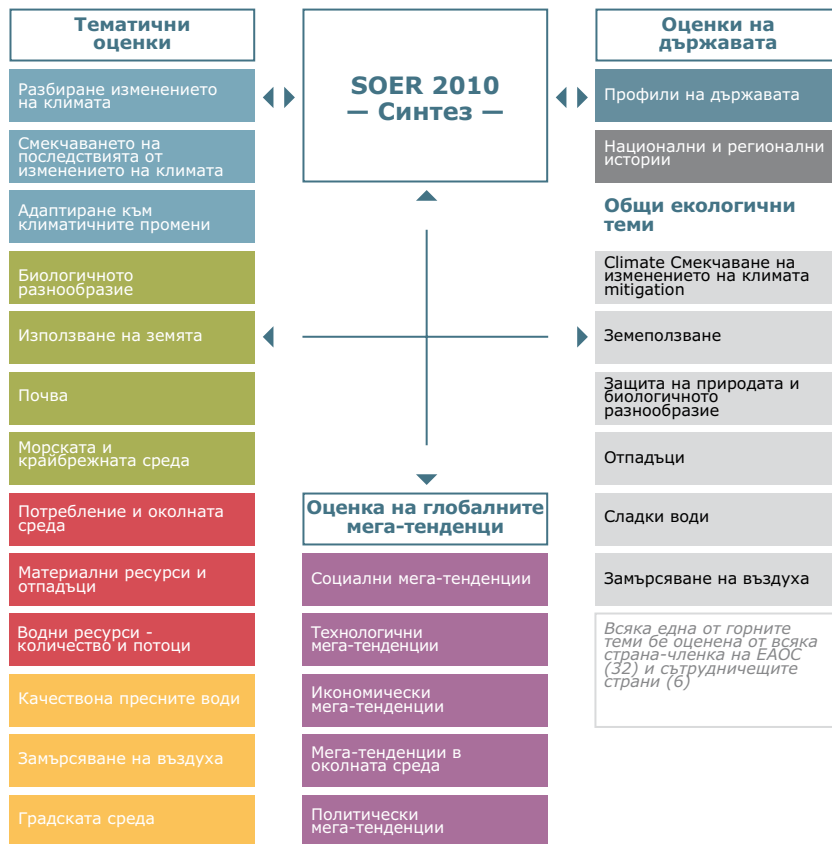 Тематични
оценки
Разбиране изменението
на климата
Смекчаването на
последствията от
изменението на климата
Адаптиране към
климатичните промени
Биологичното
разнообразие
Използване на земята
Почва
Морската и
крайбрежната среда
Потребление и околната
среда
Материални ресурси и
отпадъци
Водни ресурси -
количество и потоци
Качествона пресните води
Замърсяване на въздуха
Градската среда
SOER 2010
— Синтез —
Оценка на глобалните
мега-тенденци
Социални мега-тенденции
Технологични
мега-тенденции
Икономически
мега-тенденции
Мега-тенденции в
околната среда
Политически
мега-тенденции
Оценки на
държавата
Профили на държавата
Национални и регионални
истории
Общи екологични
теми
Climate Смекчаване на
изменението на климата
mitigation
Земеползване
Защита на природата и
биологичното
разнообразие
Отпадъци
Сладки води
Замърсяване на въздуха
Всяка една от горните
теми бе оценена от всяка
страна-членка на ЕАОС
(32) и сътрудничещите
страни (6)